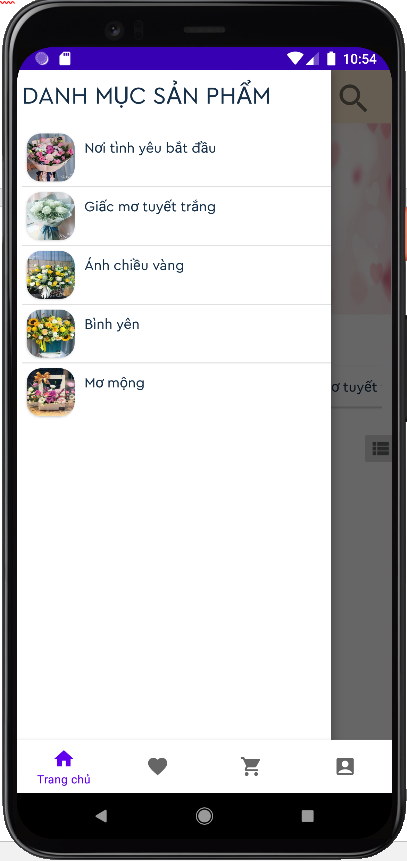 10:54
DANH MỤC SẢN PHẨM
Nơi tình yêu bắt đầu
Giấc mơ tuyết trắng
Ánh chiều vàng
Bình yên
Mơ mộng
ơ tuyết
Trang chủ